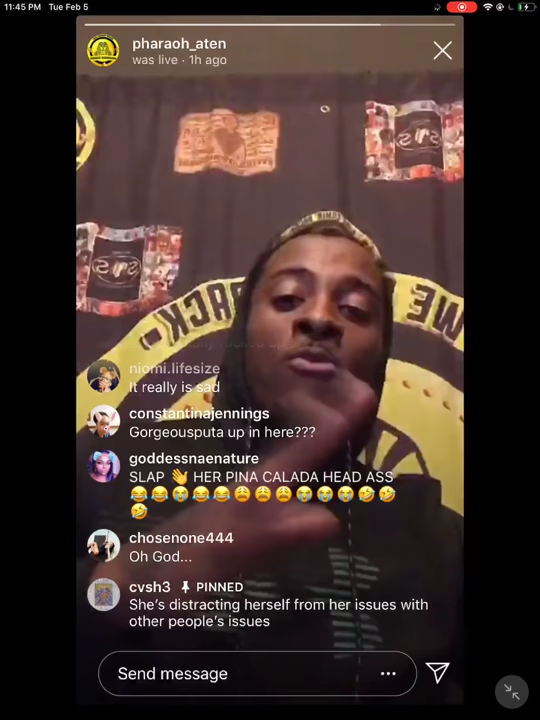 11:45 PM Tue Feb 5
pharaoh_aten
was live · 1h ago
niomi.lifesize
It really is sad
constantinajennings
Gorgeousputa up in here???
goddessnaenature
SLAP 👋 HER PINA CALADA HEAD ASS
😂😂😭😂😂😩😩😩😭😭😭🤣🤣
🤣
chosenone444
Oh God...
cvsh3 📌 PINNED
She's distracting herself from her issues with
other people's issues
Send message